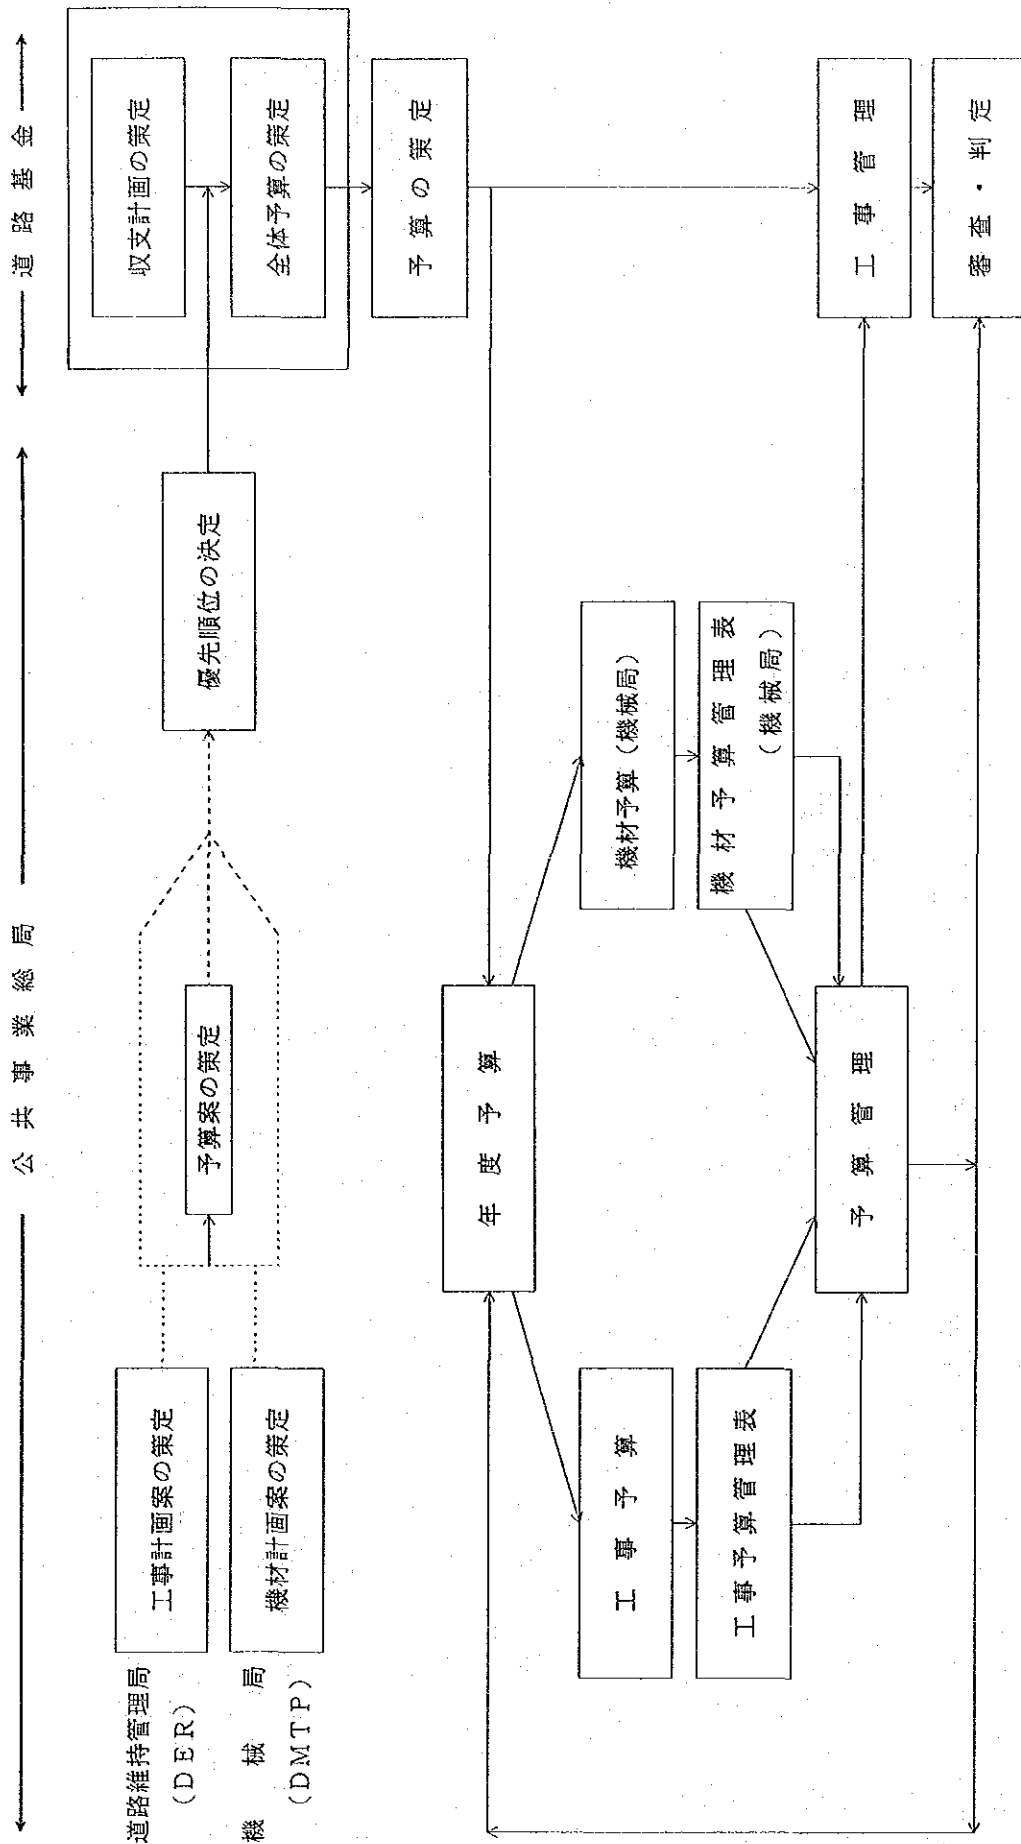 公共事業総局
道路基金
道路維持管理局
(DER)
工事計画案の策定
機械局
(DMTP)
機材計画案の策定
予算案の策定
優先順位の決定
収支計画の策定
全体予算の策定
予算の策定
年度予算
工事予算
工事予算管理表
機材予算(機械局)
機材予算管理表
(機械局)
予算管理
工事管理
審査・判定